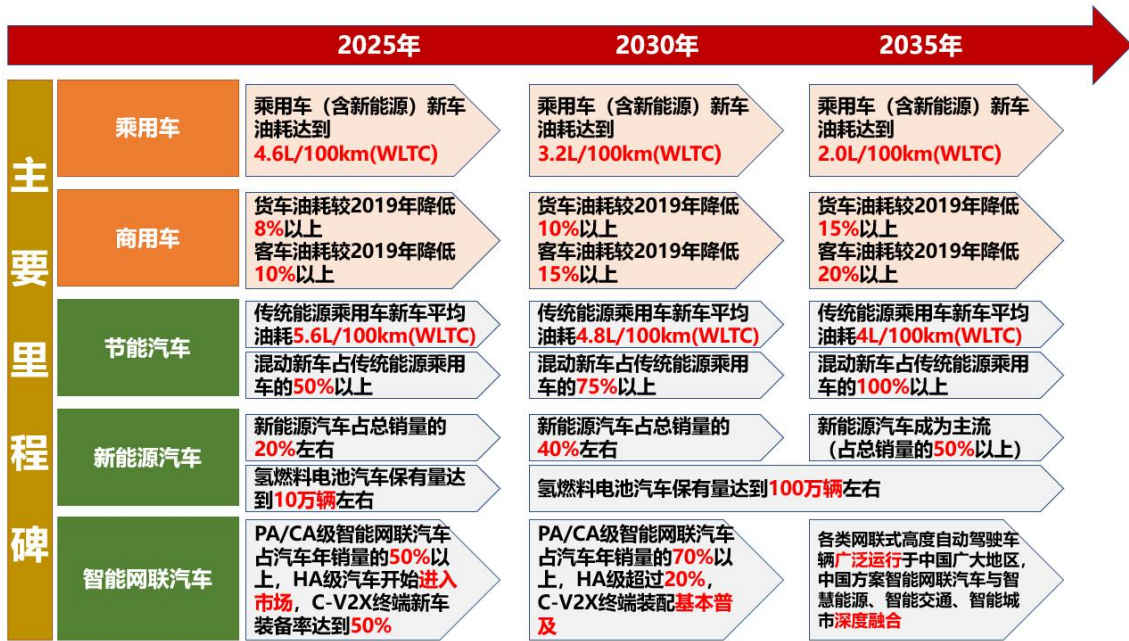 2025年
2030年
2035年
主要里程碑
乘用车
乘用车（含新能源）新车
油耗达到
4.6L/100km(WLTC)
乘用车（含新能源）新车
油耗达到
3.2L/100km(WLTC)
乘用车（含新能源）新车
油耗达到
2.0L/100km(WLTC)
商用车
货车油耗较2019年降低
8%以上
客车油耗较2019年降低
10%以上
货车油耗较2019年降低
10%以上
客车油耗较2019年降低
15%以上
货车油耗较2019年降低
15%以上
客车油耗较2019年降低
20%以上
节能汽车
传统能源乘用车新车平均
油耗5.6L/100km(WLTC)
传统能源乘用车新车平均
油耗4.8L/100km(WLTC)
传统能源乘用车新车平均
油耗4L/100km(WLTC)
混动新车占传统能源乘用
车的50%以上
混动新车占传统能源乘用
车的75%以上
混动新车占传统能源乘用
车的100%以上
新能源汽车
新能源汽车占总销量的
20%左右
新能源汽车占总销量的
40%左右
新能源汽车成为主流
（占总销量的50%以上）
氢燃料电池汽车保有量达
到10万辆左右
氢燃料电池汽车保有量达到100万辆左右
智能网联汽车
PA/CA级智能网联汽车
占汽车年销量的50%以
上，HA级汽车开始进入
市场，C-V2X终端新车
装备率达到50%
PA/CA级智能网联汽车
占汽车年销量的70%以
上，HA级超过20%，
C-V2X终端装配基本普
及
各类网联式高度自动驾驶车
辆广泛运行于中国广大地区，
中国方案智能网联汽车与智
慧能源、智能交通、智能城
市深度融合